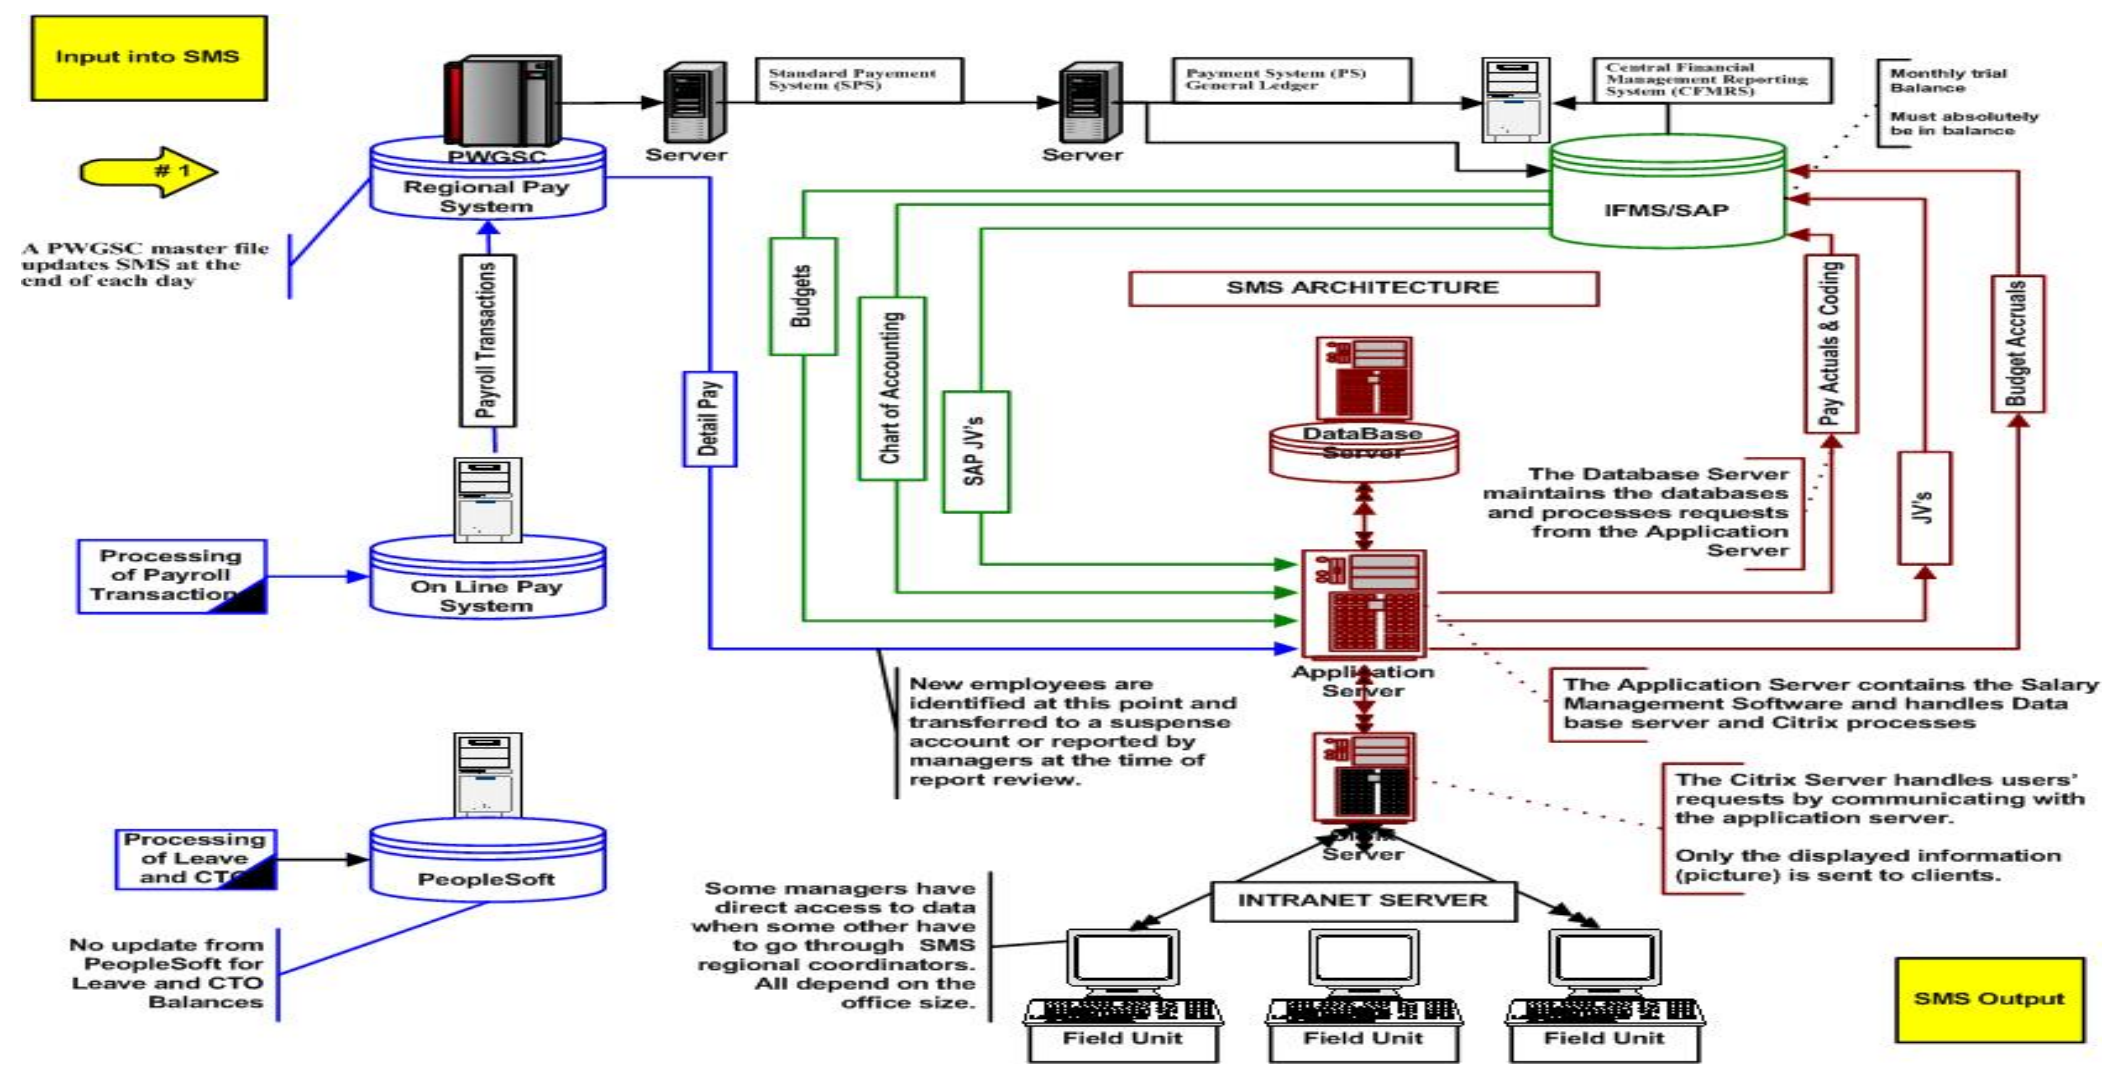 Input into SMS
# 1
A PWGSC master file
updates SMS at the
end of each day
PWGSC
Regional Pay
System
Server
Standard Payement
System (SPS)
Server
Payment System (PS)
General Ledger
Central Financial
Management Reporting
System (CFMRS)
Monthly trial
Balance
Must absolutely
be in balance
IFMS/SAP
SMS ARCHITECTURE
Payroll Transactions
Detail Pay
Budgets
Chart of Accounting
SAP JV's
Pay Actuals & Coding
JV's
Budget Accruals
DataBase
Server
The Database Server
maintains the databases
and processes requests
from the Application
Server
Processing
of Payroll
Transaction
On Line Pay
System
Application
Server
New employees are
identified at this point and
transferred to a suspense
account or reported by
managers at the time of
report review.
The Application Server contains the Salary
Management Software and handles Data
base server and Citrix processes
The Citrix Server handles users'
requests by communicating with
the application server.
Only the displayed information
(picture) is sent to clients.
Server
INTRANET SERVER
Processing
of Leave
and CTO
PeopleSoft
No update from
PeopleSoft for
Leave and CTO
Balances
Some managers have
direct access to data
when some other have
to go through SMS
regional coordinators.
All depend on the
office size.
Field Unit
Field Unit
Field Unit
SMS Output